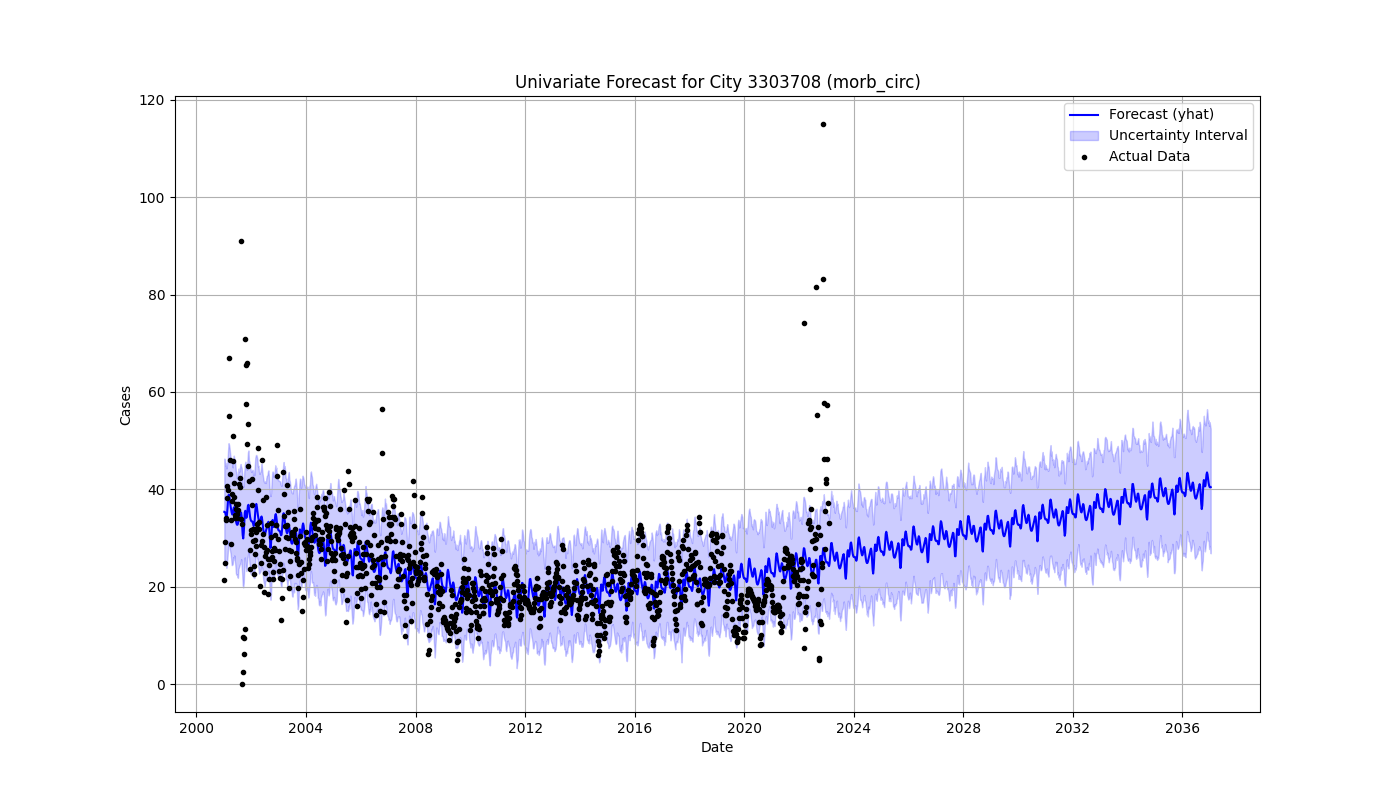 Univariate Forecast for City 3303708 (morb_circ)
120
100
80
60
40
20
0
Cases
Forecast (yhat)
Uncertainty Interval
Actual Data
2000
2004
2008
2012
2016
2020
2024
2028
2032
2036
Date